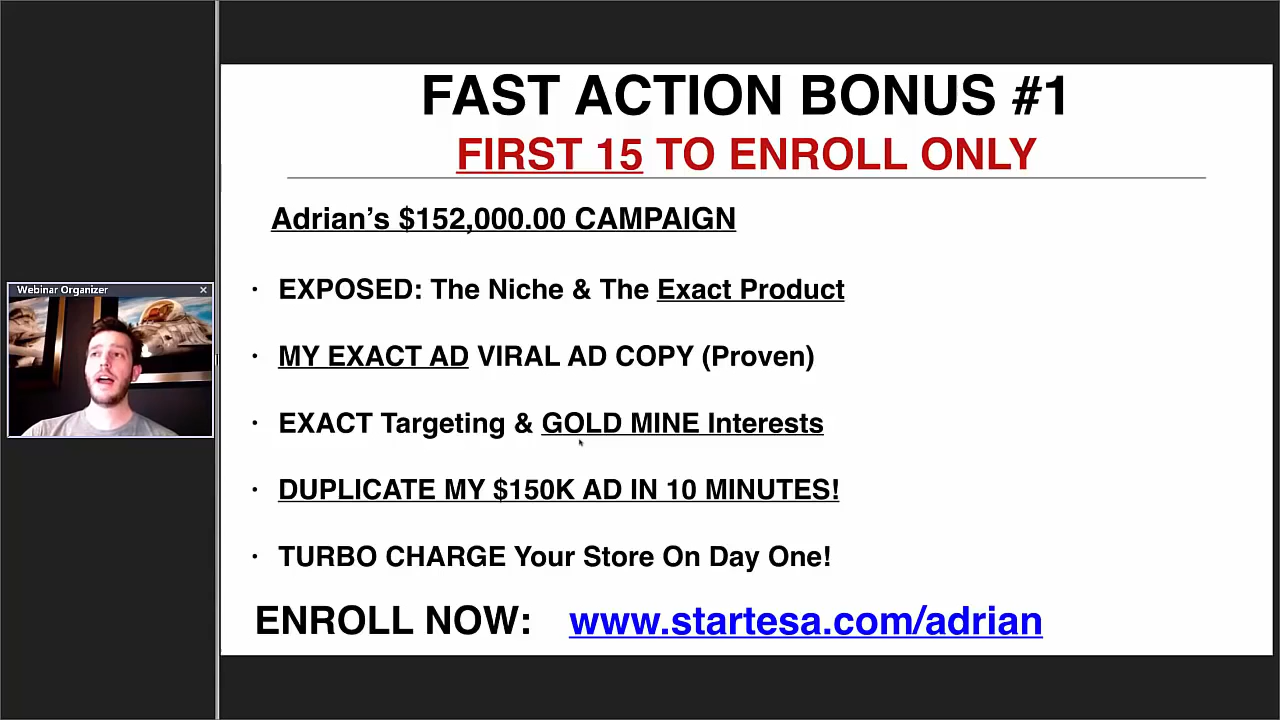 FAST ACTION BONUS #1
FIRST 15 TO ENROLL ONLY
Adrian’s $152,000.00 CAMPAIGN
Webinar Organizer
· EXPOSED: The Niche & The Exact Product
· MY EXACT AD VIRAL AD COPY (Proven)
· EXACT Targeting & GOLD MINE Interests
· DUPLICATE MY $150K AD IN 10 MINUTES!
· TURBO CHARGE Your Store On Day One!
ENROLL NOW: www.startesa.com/adrian